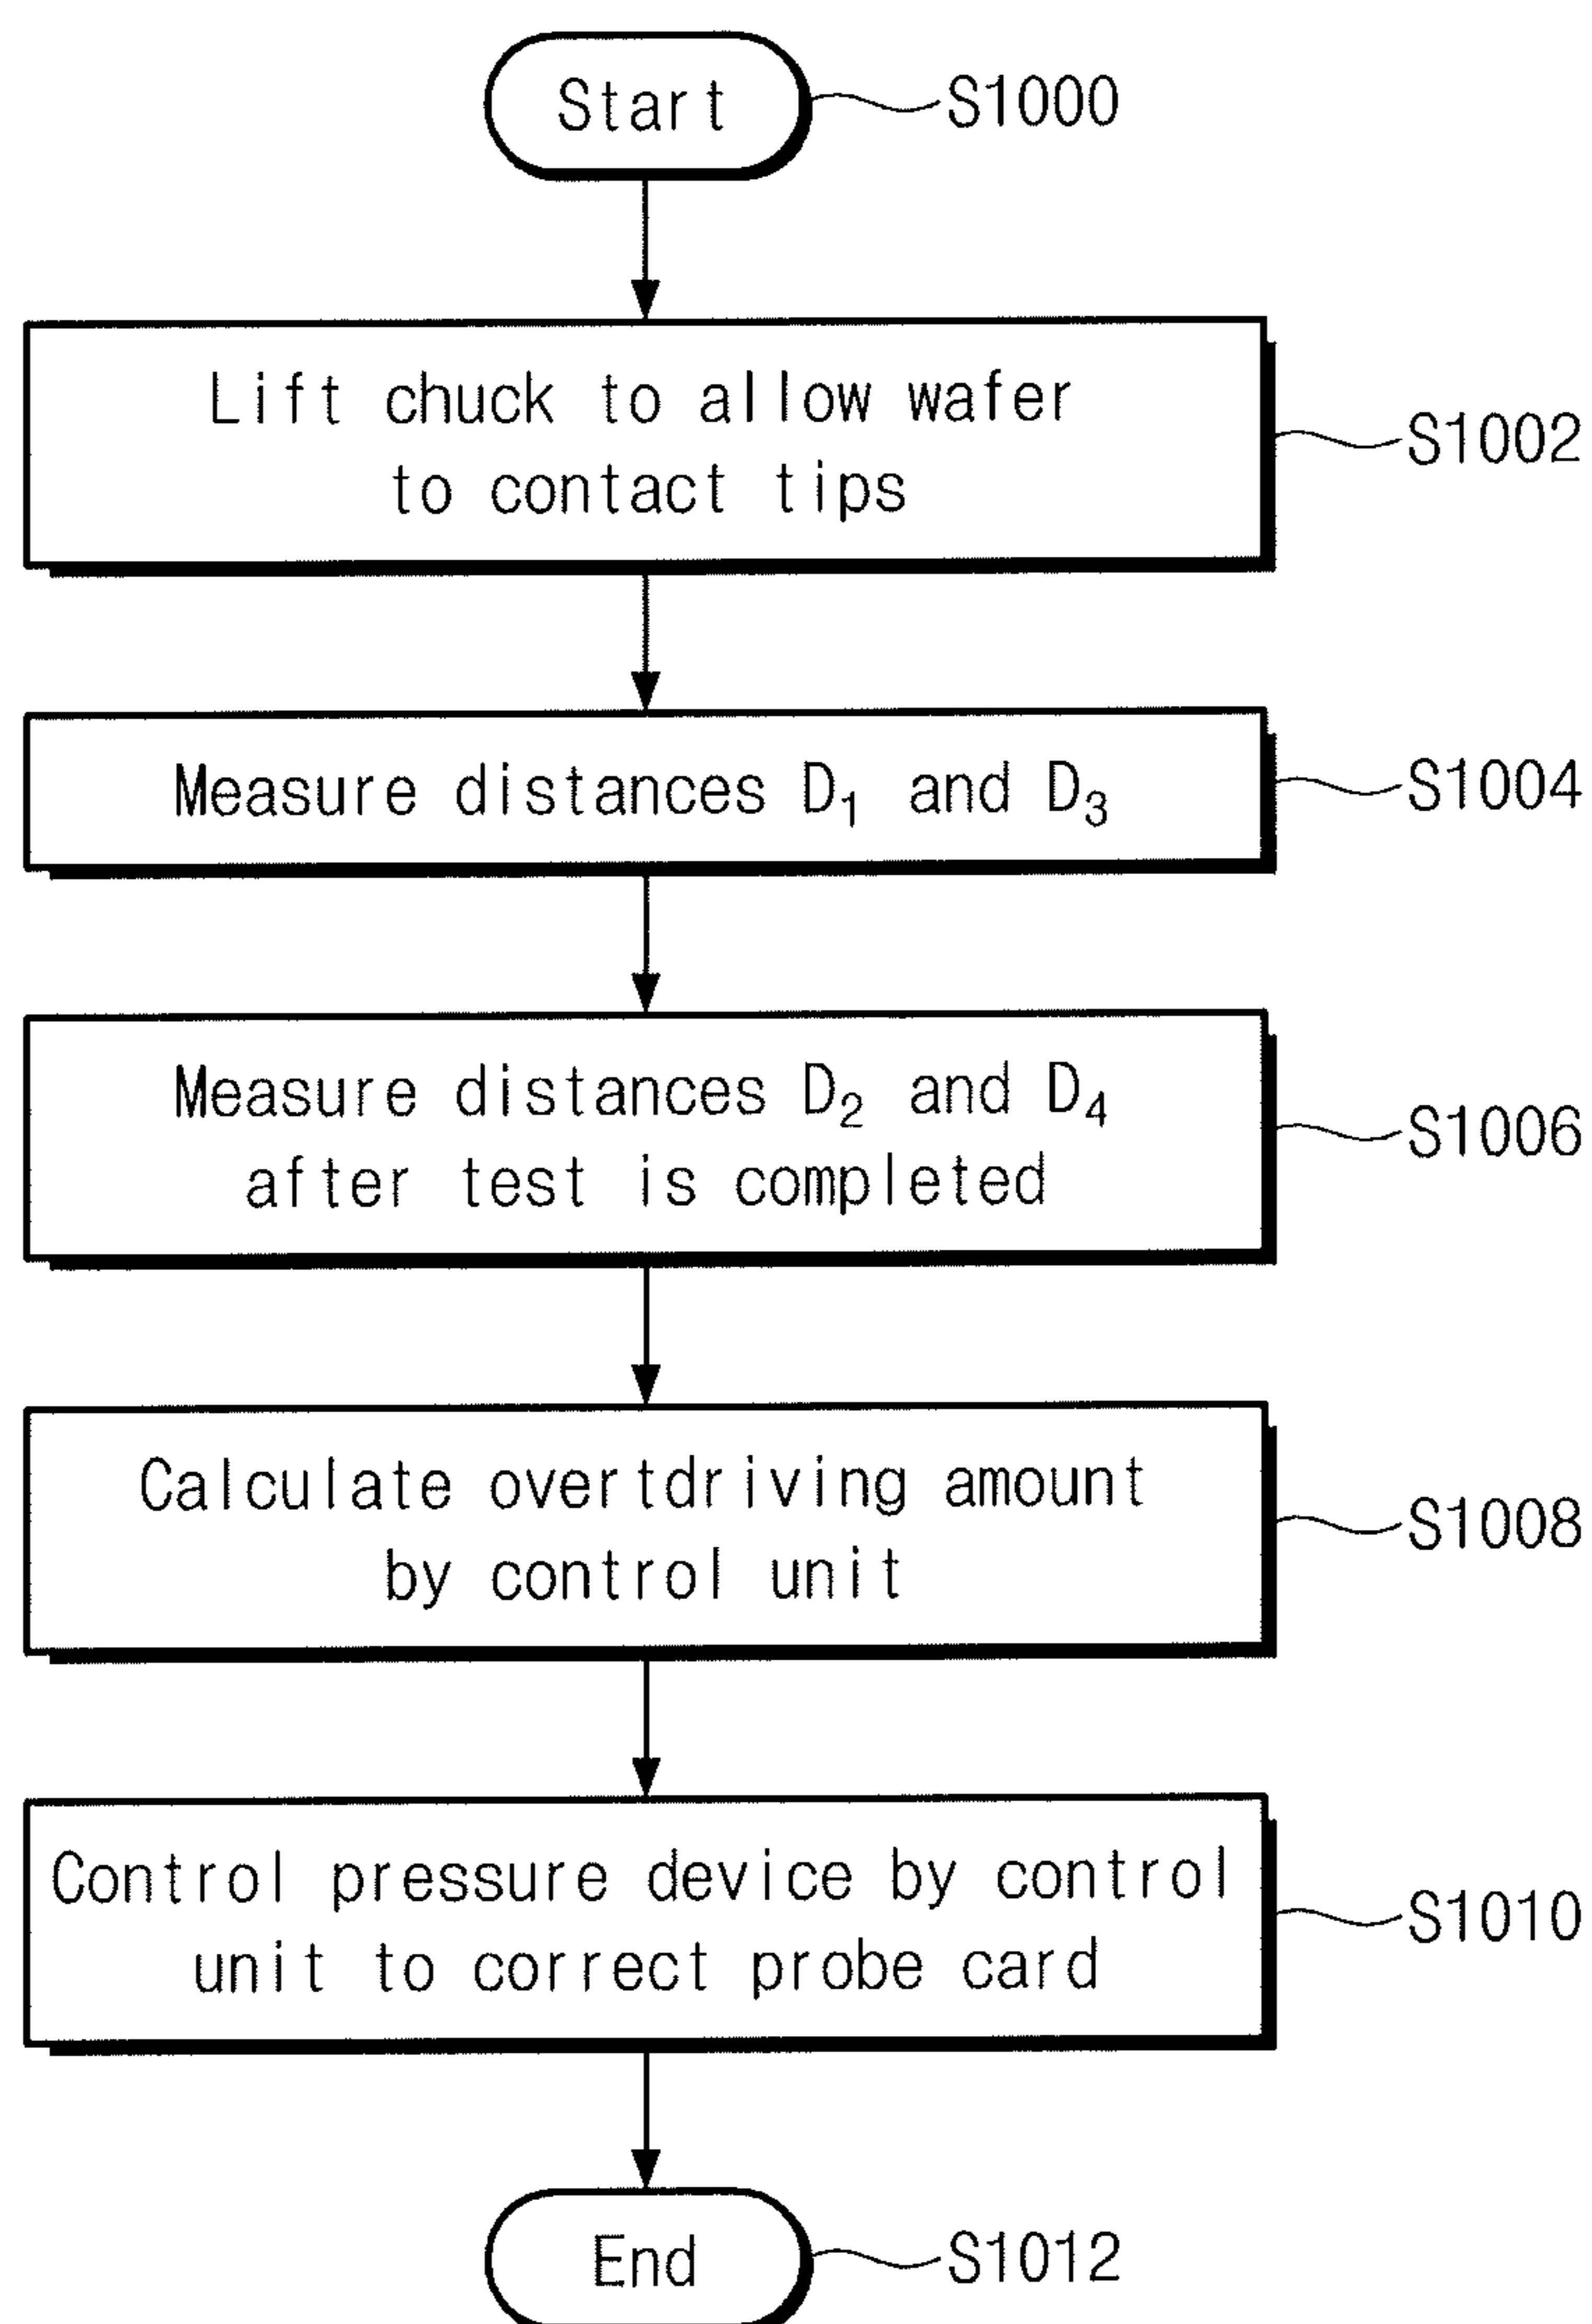 Start
S1000
Lift chuck to allow wafer
to contact tips
S1002
Measure distances D₁ and D₃
S1004
Measure distances D₂ and D₄
after test is completed
S1006
Calculate overtdriving amount
by control unit
S1008
Control pressure device by control
unit to correct probe card
S1010
End
S1012